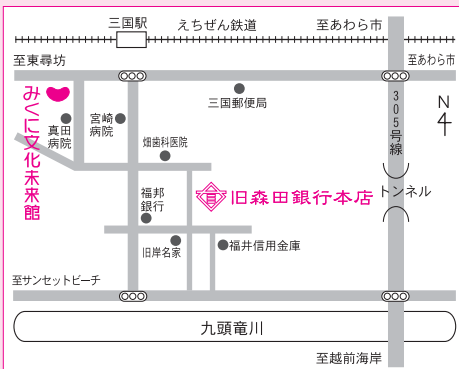 三国駅
えちぜん鉄道
至あわら市
至東尋坊
至あわら市
みくに文化未来館
真田
病院
宮崎
病院
三国郵便局
305号線
N
畑歯科医院
福邦
銀行
旧森田銀行本店
トンネル
旧岸名家
福井信用金庫
至サンセットビーチ
九頭竜川
至越前海岸